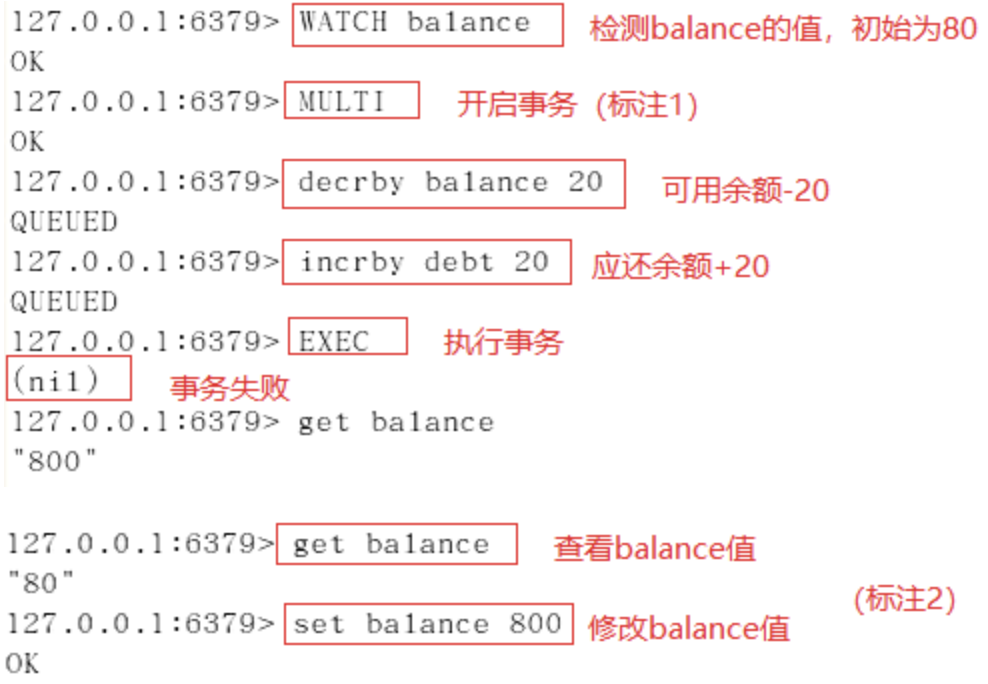 127.0.0.1:6379> WATCH balance 检测balance的值，初始为80
OK
127.0.0.1:6379> MULTI 开启事务（标注1）
OK
127.0.0.1:6379> decrby balance 20 可用余额-20
QUEUED
127.0.0.1:6379> incrby debt 20 应还余额+20
QUEUED
127.0.0.1:6379> EXEC 执行事务
(nil) 事务失败
127.0.0.1:6379> get balance
"800"
127.0.0.1:6379> get balance 查看balance值
"80"
(标注2)
127.0.0.1:6379> set balance 800 修改balance值
OK